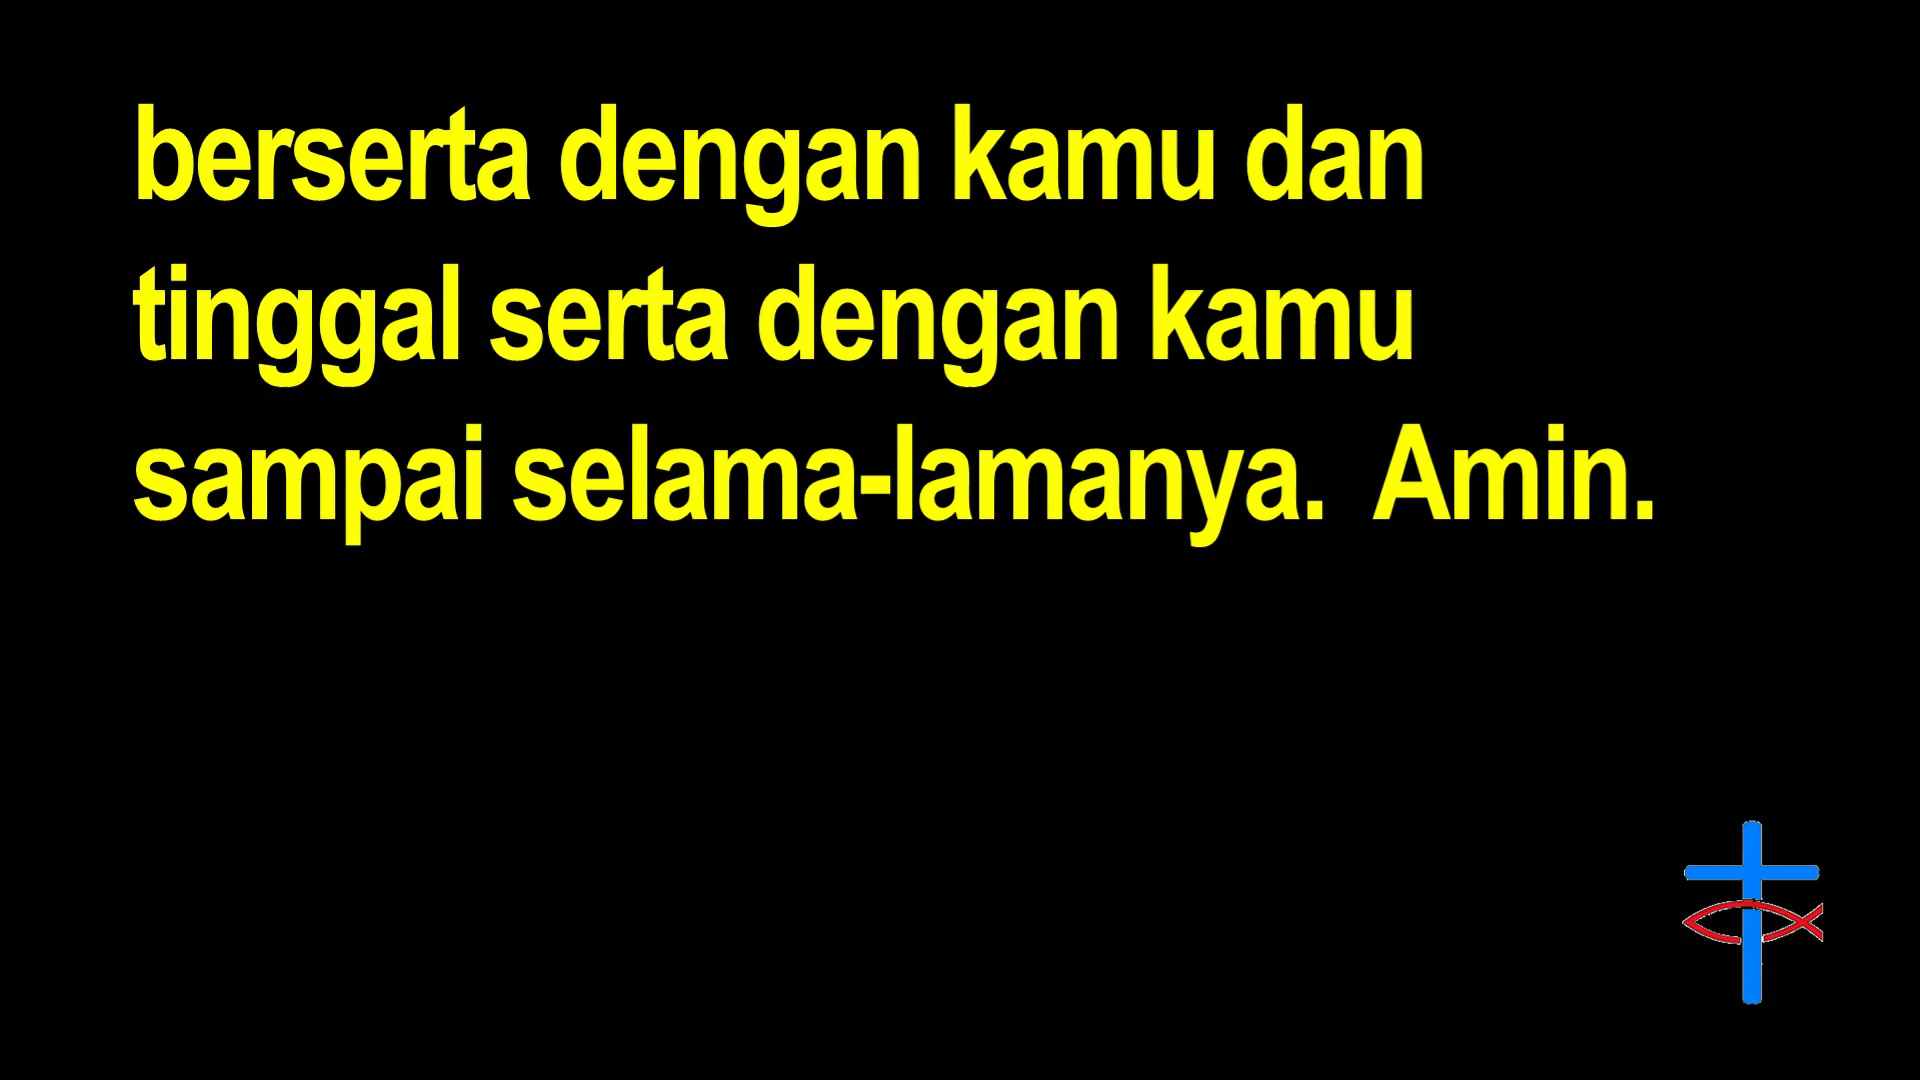 berserta dengan kamu dan
tinggal serta dengan kamu
sampai selama-lamanya.  Amin.